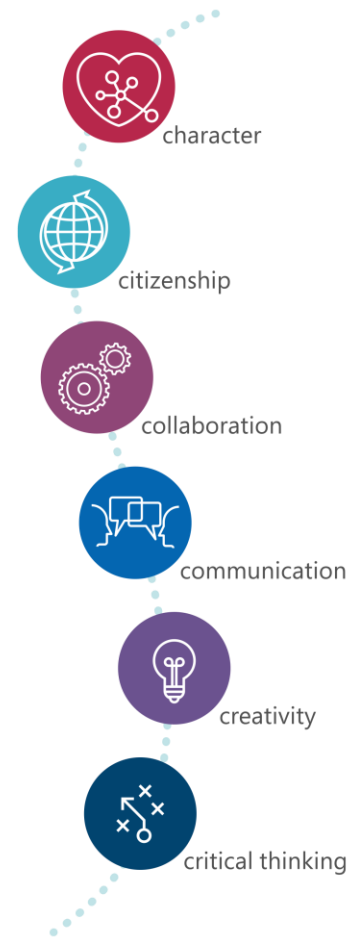 character
citizenship
collaboration
communication
creativity
critical thinking